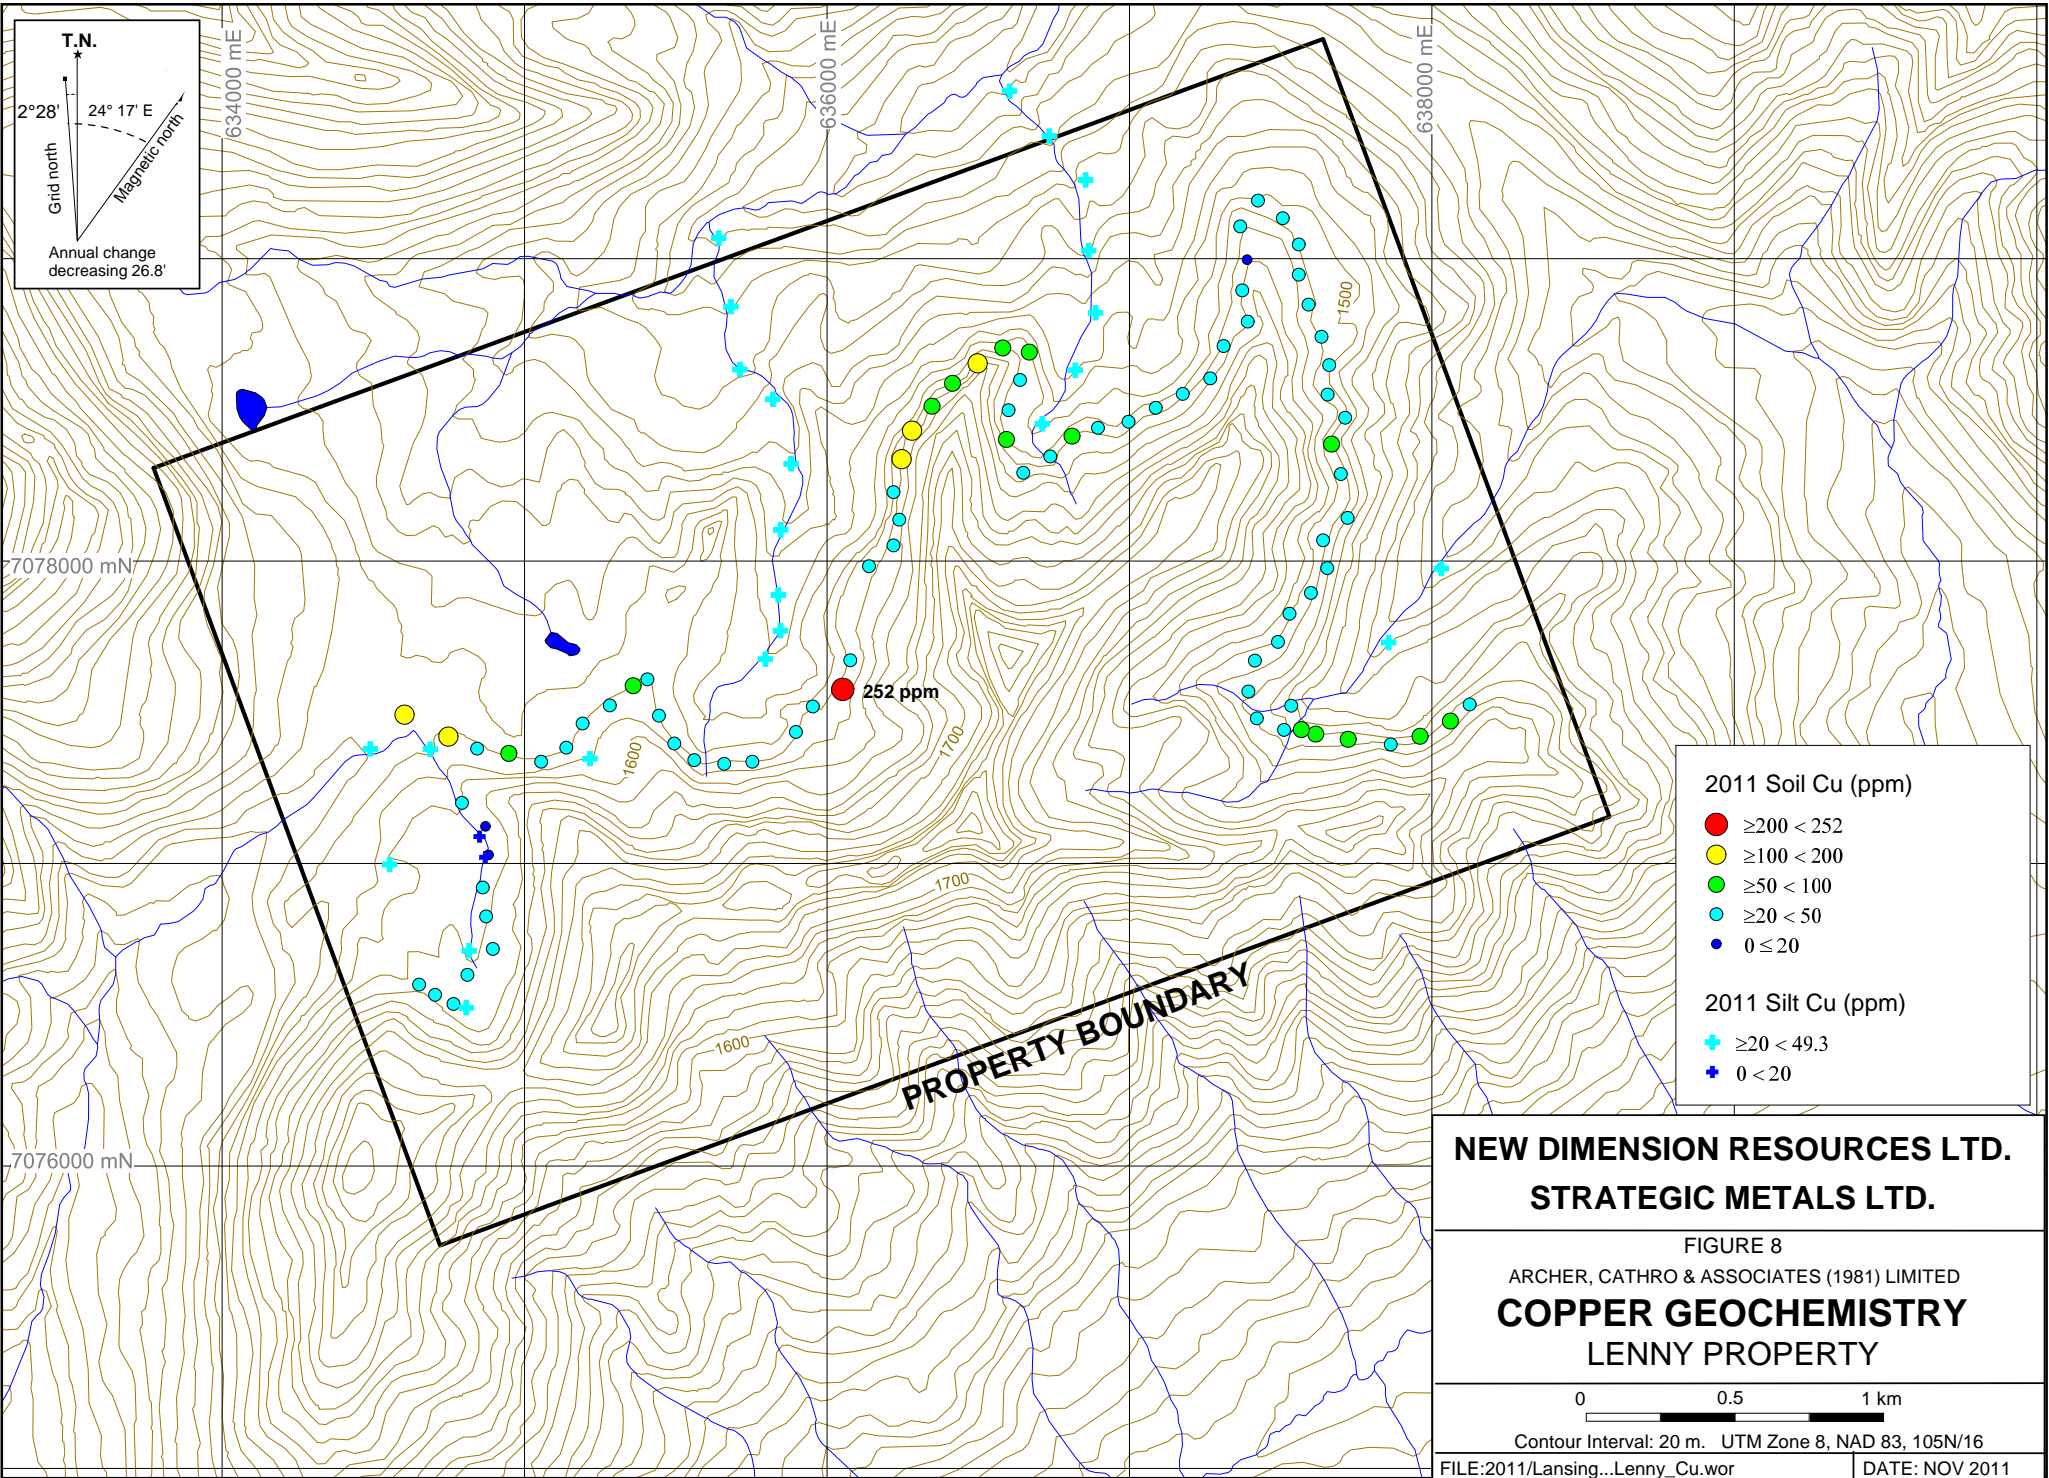 T.N.
2°28'
24° 17' E
Grid north
Magnetic north
Annual change
decreasing 26.8'
634000 mE
636000 mE
638000 mE
1500
7078000 mN
252 ppm
1600
1700
1700
1600
PROPERTY BOUNDARY
7076000 mN
2011 Soil Cu (ppm)
≥200 < 252
≥100 < 200
≥50 < 100
≥20 < 50
0 ≤ 20
2011 Silt Cu (ppm)
≥20 < 49.3
0 < 20
NEW DIMENSION RESOURCES LTD.
STRATEGIC METALS LTD.
FIGURE 8
ARCHER, CATHRO & ASSOCIATES (1981) LIMITED
COPPER GEOCHEMISTRY
LENNY PROPERTY
0 0.5 1 km
Contour Interval: 20 m. UTM Zone 8, NAD 83, 105N/16
FILE:2011/Lansing...Lenny_Cu.wor DATE: NOV 2011